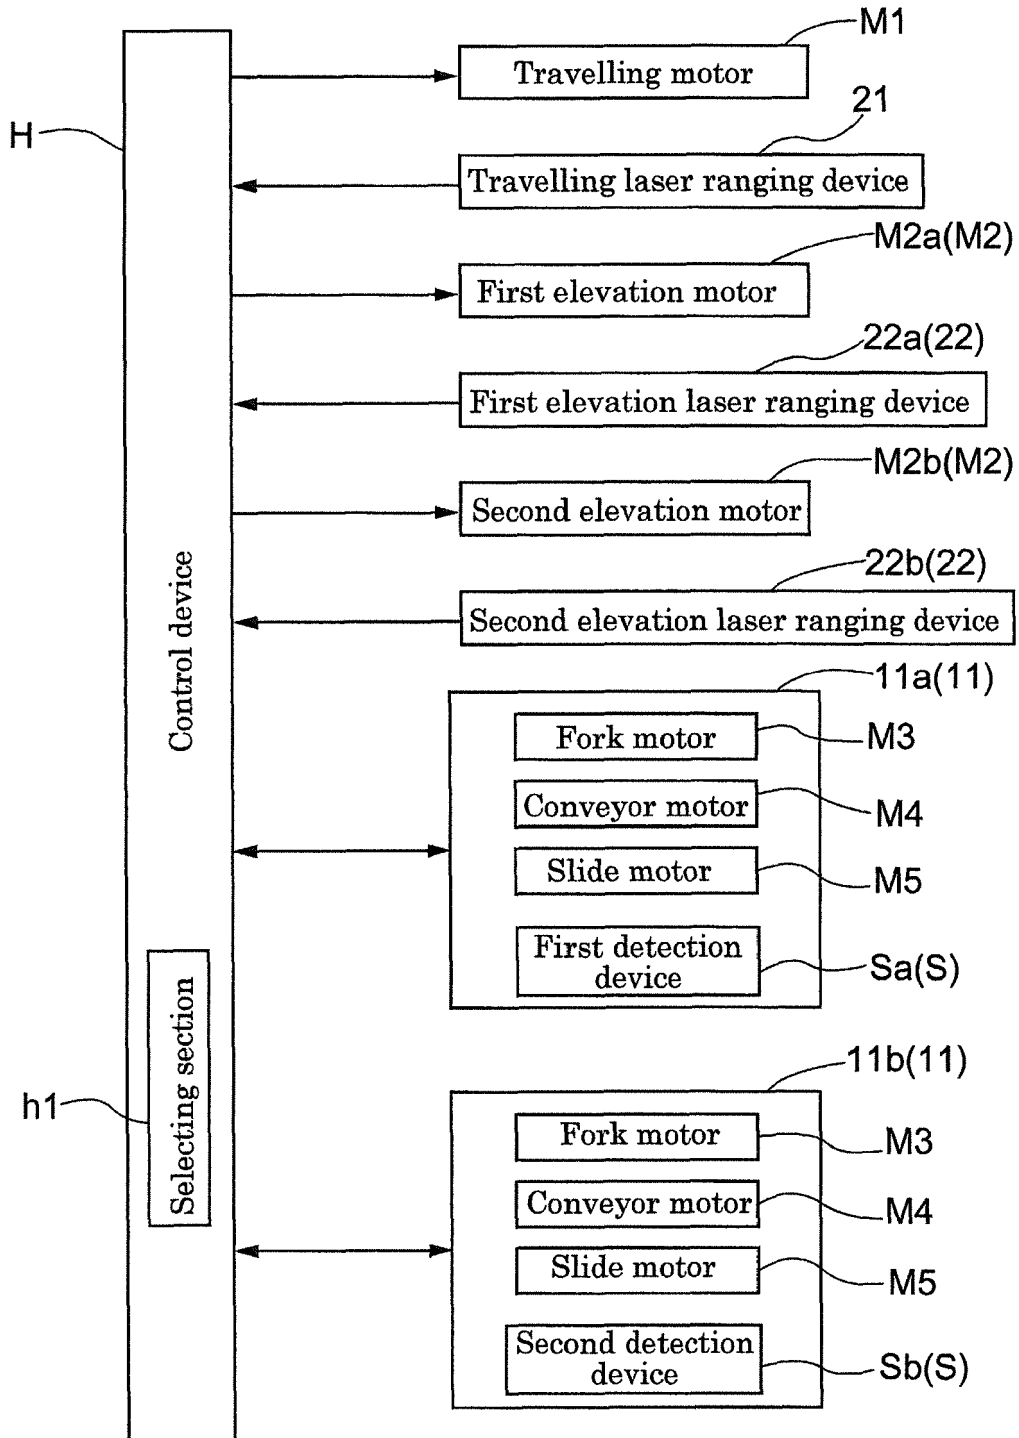 M1
Travelling motor
21
H
Travelling laser ranging device
M2a(M2)
First elevation motor
22a(22)
First elevation laser ranging device
M2b(M2)
Second elevation motor
22b(22)
Second elevation laser ranging device
Control device
11a(11)
Fork motor
M3
Conveyor motor
M4
Slide motor
M5
First detection
device
Sa(S)
Selecting section
h1
11b(11)
Fork motor
M3
Conveyor motor
M4
Slide motor
M5
Second detection
device
Sb(S)